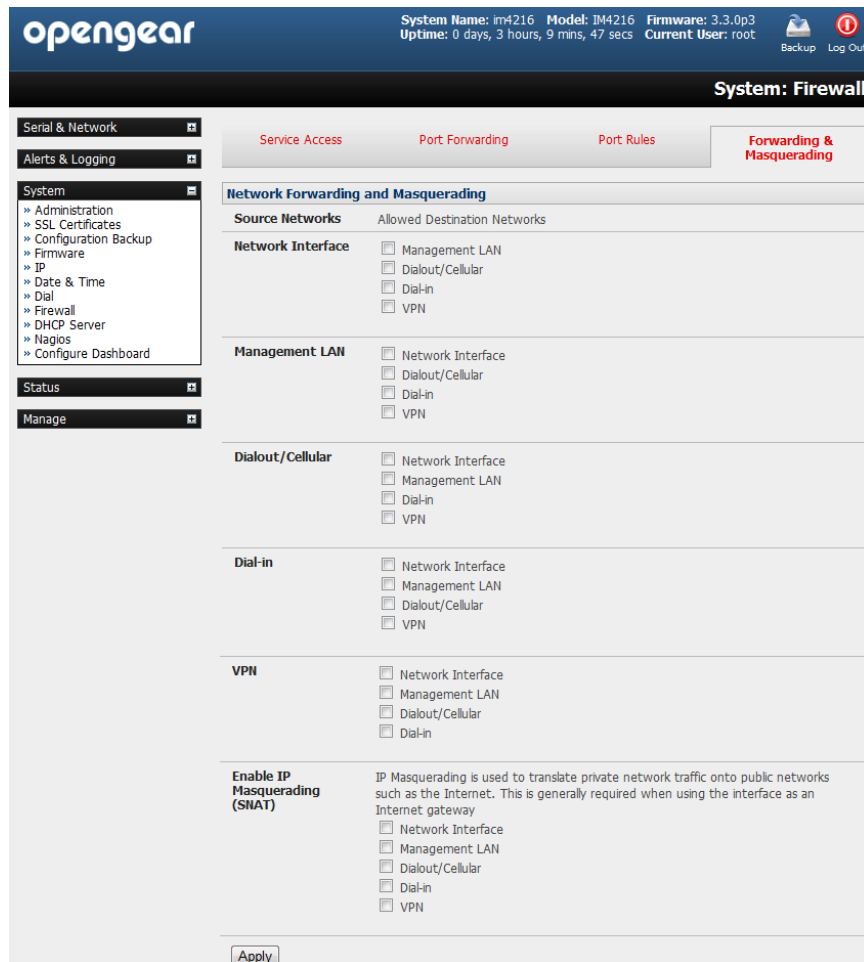 opengear
System Name: im4216 Model: IM4216 Firmware: 3.3.0p3
Uptime: 0 days, 3 hours, 9 mins, 47 secs Current User: root
Backup Log Out
System: Firewall
Serial & Network
Alerts & Logging
System
» Administration
» SSL Certificates
» Configuration Backup
» Firmware
» IP
» Date & Time
» Dial
» Firewall
» DHCP Server
» Nagios
» Configure Dashboard
Status
Manage
Service Access
Port Forwarding
Port Rules
Forwarding &
Masquerading
Network Forwarding and Masquerading
Source Networks Allowed Destination Networks
Network Interface
Management LAN
Dialout/Cellular
Dial-in
VPN
Management LAN
Network Interface
Dialout/Cellular
Dial-in
VPN
Dialout/Cellular
Network Interface
Management LAN
Dial-in
VPN
Dial-in
Network Interface
Management LAN
Dialout/Cellular
VPN
VPN
Network Interface
Management LAN
Dialout/Cellular
Dial-in
Enable IP
Masquerading
(SNAT)
IP Masquerading is used to translate private network traffic onto public networks
such as the Internet. This is generally required when using the interface as an
Internet gateway
Network Interface
Management LAN
Dialout/Cellular
Dial-in
VPN
Apply